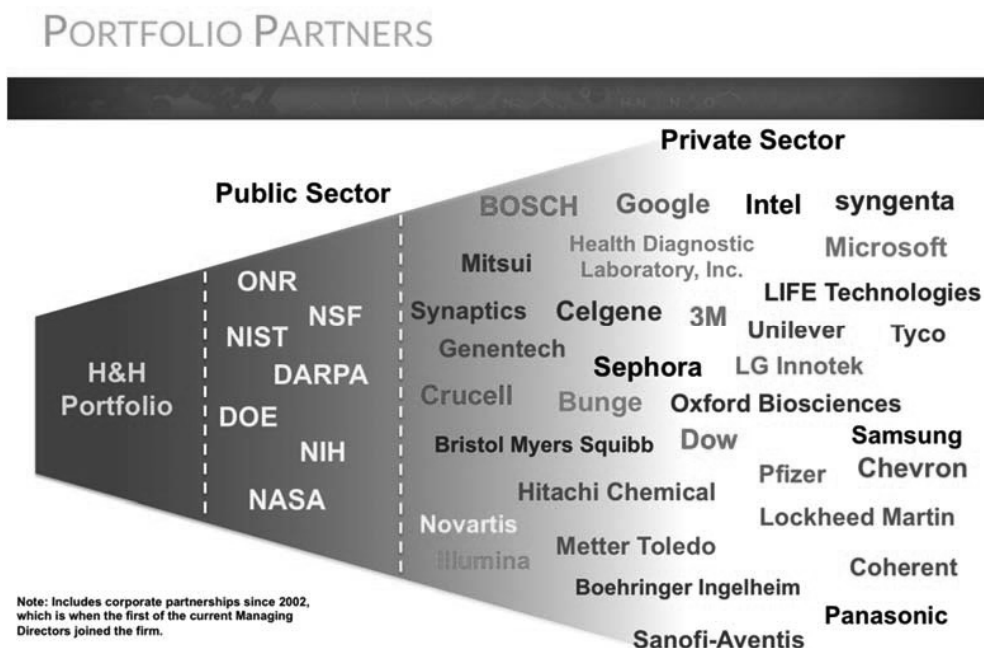 PORTFOLIO PARTNERS
Private Sector
Public Sector
BOSCH
Google
Intel
syngenta
Health Diagnostic
Laboratory, Inc.
Microsoft
Mitsui
ONR
LIFE Technologies
NSF
Synaptics
Celgene
3M
NIST
Unilever
Tyco
Genentech
H&H
Portfolio
DARPA
Sephora
LG Innotek
Crucell
Bunge
Oxford Biosciences
DOE
Bristol Myers Squibb
Dow
Samsung
NIH
Pfizer
Chevron
NASA
Hitachi Chemical
Novartis
Lockheed Martin
Illumina
Metter Toledo
Coherent
Boehringer Ingelheim
Panasonic
Sanofi-Aventis
Note: Includes corporate partnerships since 2002,
which is when the first of the current Managing
Directors joined the firm.